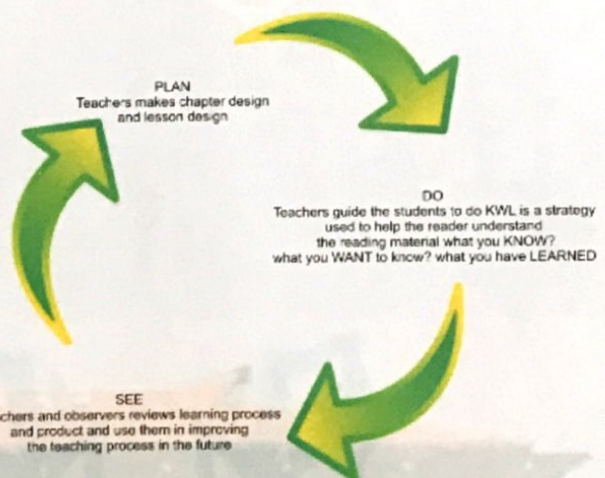 PLAN
Teachers makes chapter design
and lesson design
DO
Teachers guide the students to do KWL is a strategy
used to help the reader understand
the reading material what you KNOW?
what you WANT to know? what you have LEARNED
SEE
chers and observers reviews learning process
and product and use them in improving
the teaching process in the future